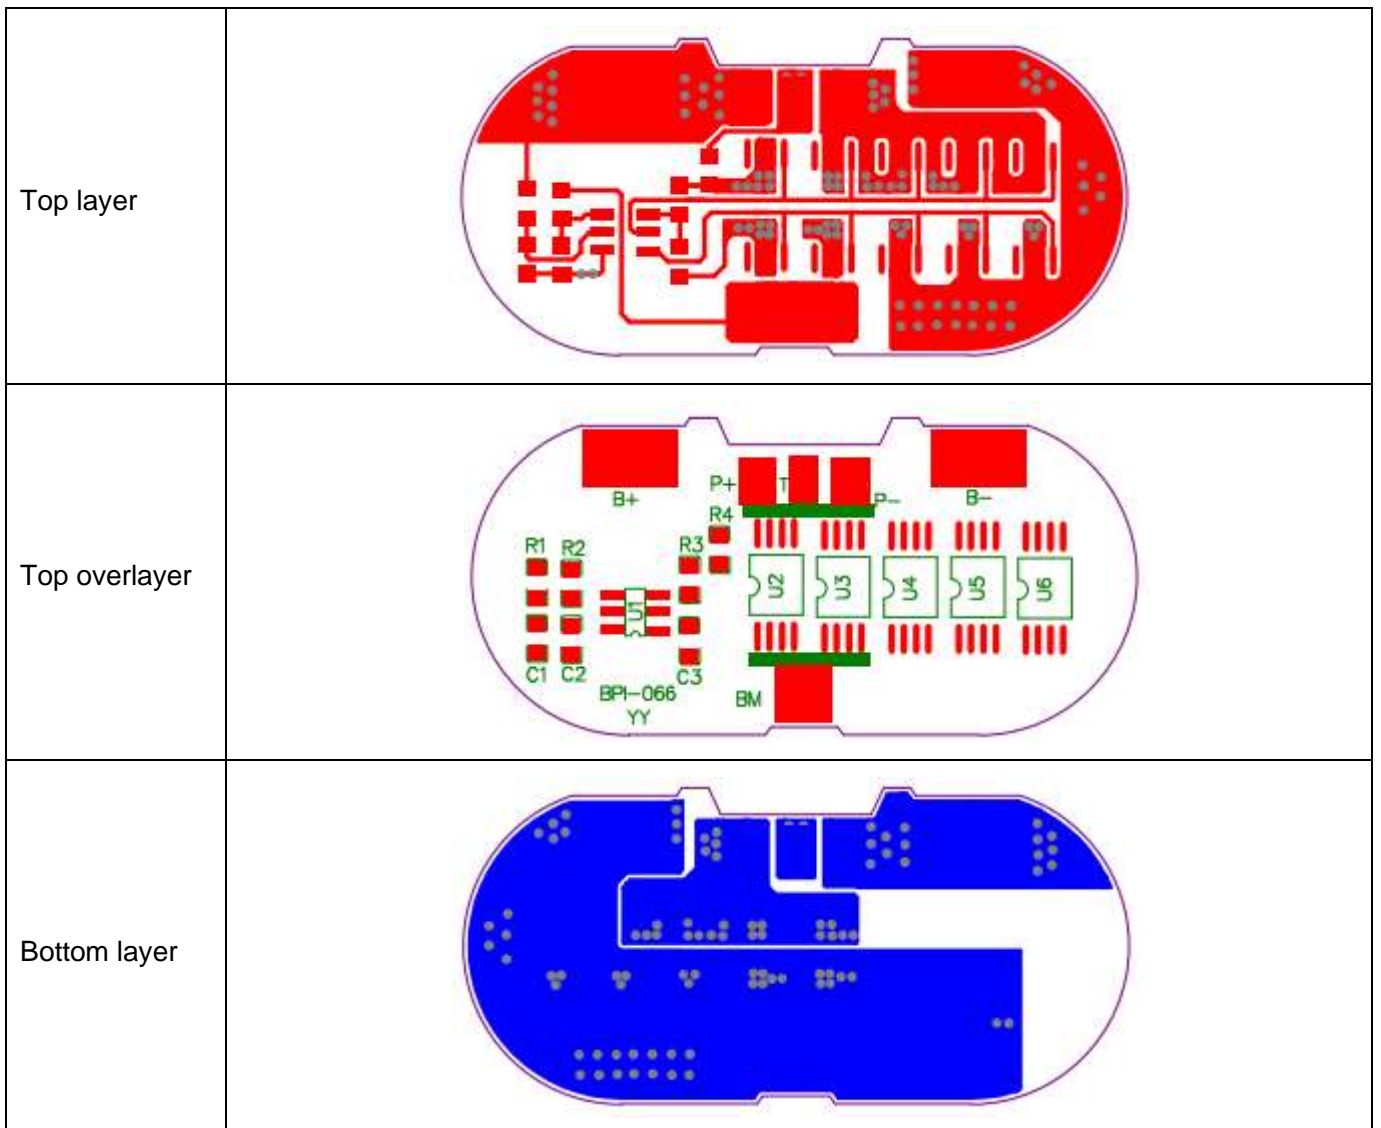 Top layer
Top overlayer
B+
P+
T
P-
B-
R4
R1
R2
R3
U1
U2
U3
U4
U5
U6
C1
C2
C3
BPI-066
YY
BM
Bottom layer